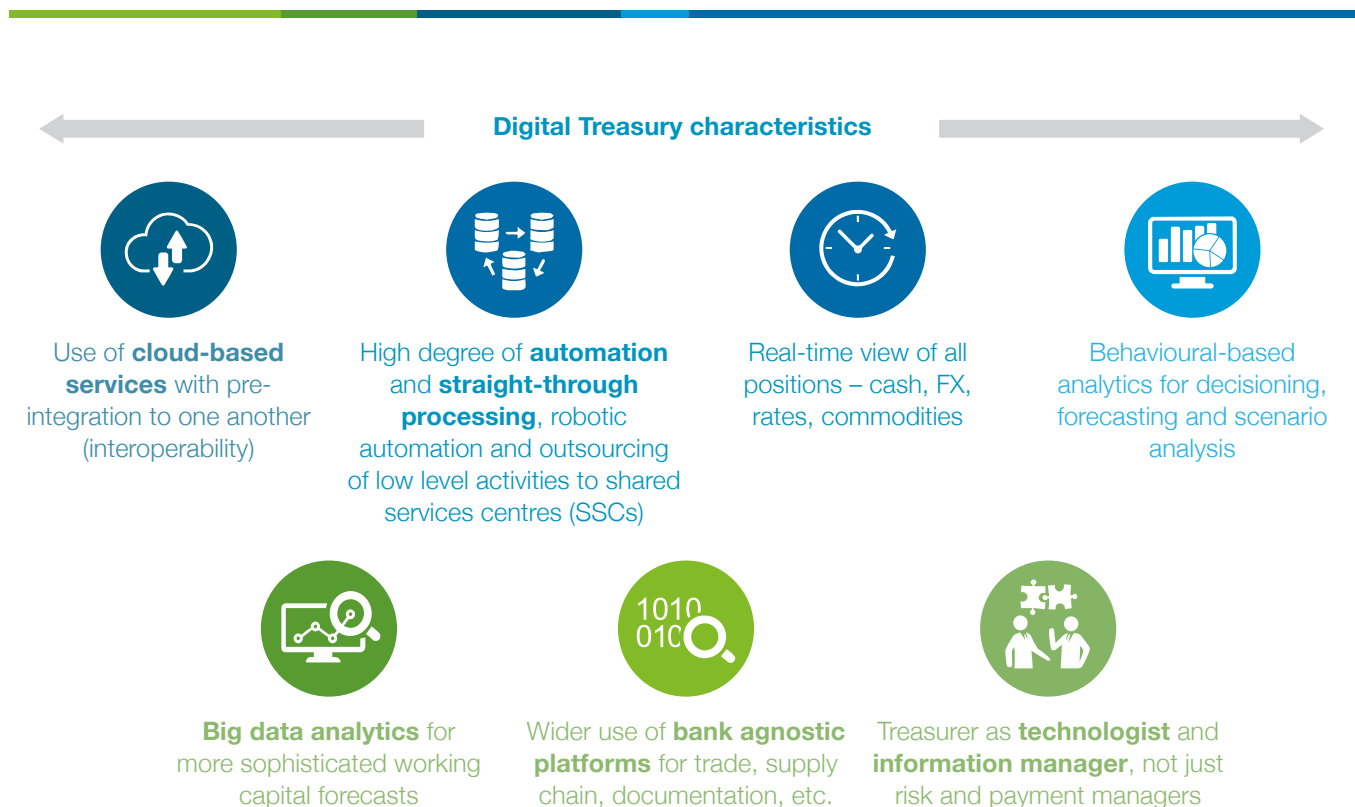 Digital Treasury characteristics
Use of cloud-based
services with pre-
integration to one another
(interoperability)
High degree of automation
and straight-through
processing, robotic
automation and outsourcing
of low level activities to shared
services centres (SSCs)
Real-time view of all
positions – cash, FX,
rates, commodities
Behavioural-based
analytics for decisioning,
forecasting and scenario
analysis
1010
010
Big data analytics for
more sophisticated working
capital forecasts
Wider use of bank agnostic
platforms for trade, supply
chain, documentation, etc.
Treasurer as technologist and
information manager, not just
risk and payment managers